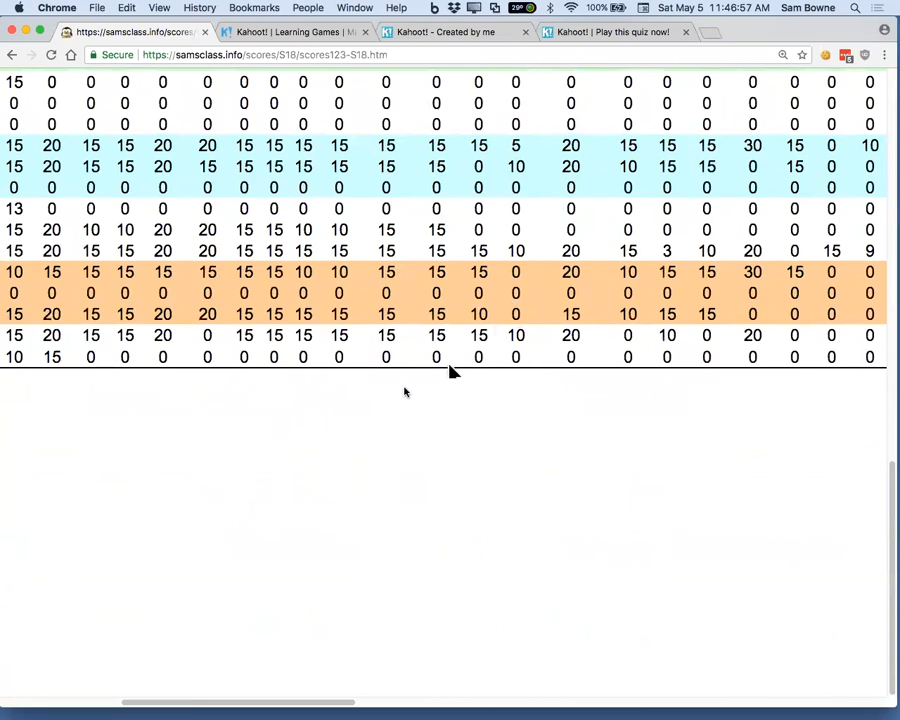 Chrome File Edit View History Bookmarks People Window Help 29° 100% Sat May 5 11:46:57 AM Sam Bowne
https://samsclass.info/scores/ Kahoot! | Learning Games | M Kahoot! - Created by me Kahoot! | Play this quiz now!
Secure https://samsclass.info/scores/S18/scores123-S18.htm 6
15 0 0 0 0 0 0 0 0 0 0 0 0 0 0 0 0 0 0 0 0 0
0 0 0 0 0 0 0 0 0 0 0 0 0 0 0 0 0 0 0 0 0 0
0 0 0 0 0 0 0 0 0 0 0 0 0 0 0 0 0 0 0 0 0 0
15 20 15 15 20 20 15 15 15 15 15 15 15 5 20 15 15 15 30 15 0 10
15 20 15 15 20 15 15 15 15 15 15 15 0 10 20 10 15 15 0 15 0 0
0 0 0 0 0 0 0 0 0 0 0 0 0 0 0 0 0 0 0 0 0 0
13 0 0 0 0 0 0 0 0 0 0 0 0 0 0 0 0 0 0 0 0 0
15 20 10 10 20 20 15 15 10 10 15 15 0 0 0 0 0 0 0 0 0 0
15 20 15 15 20 20 15 15 15 15 15 15 15 10 20 15 3 10 20 0 15 9
10 15 15 15 15 15 15 15 10 10 15 15 15 0 20 10 15 15 30 15 0 0
0 0 0 0 0 0 0 0 0 0 0 0 0 0 0 0 0 0 0 0 0 0
15 20 15 15 20 20 15 15 15 15 15 15 10 0 15 10 15 15 0 0 0 0
15 20 15 15 20 0 15 15 15 15 15 15 15 10 20 0 10 0 20 0 0 0
10 15 0 0 0 0 0 0 0 0 0 0 0 0 0 0 0 0 0 0 0 0